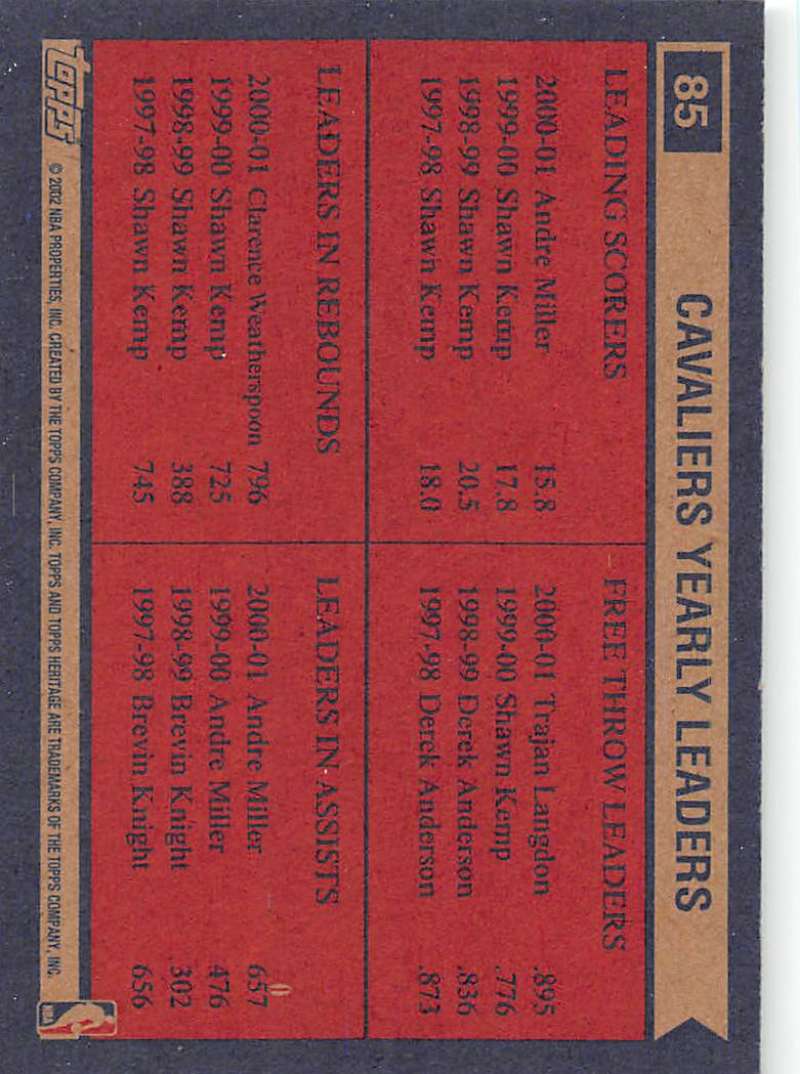 85
CAVALIERS YEARLY LEADERS
LEADING SCORERS
2000-01 Andre Miller 15.8
1999-00 Shawn Kemp 17.8
1998-99 Shawn Kemp 20.5
1997-98 Shawn Kemp 18.0
FREE THROW LEADERS
2000-01 Trajan Langdon .895
1999-00 Shawn Kemp .776
1998-99 Derek Anderson .836
1997-98 Derek Anderson .873
LEADERS IN REBOUNDS
2000-01 Clarence Weatherspoon 796
1999-00 Shawn Kemp 725
1998-99 Shawn Kemp 388
1997-98 Shawn Kemp 745
LEADERS IN ASSISTS
2000-01 Andre Miller 657
1999-00 Andre Miller 476
1998-99 Brevin Knight 302
1997-98 Brevin Knight 656
topps
© 2002 NBA PROPERTIES, INC. CREATED BY THE TOPPS COMPANY, INC. TOPPS AND TOPPS HERITAGE ARE TRADEMARKS OF THE TOPPS COMPANY, INC.
NBA